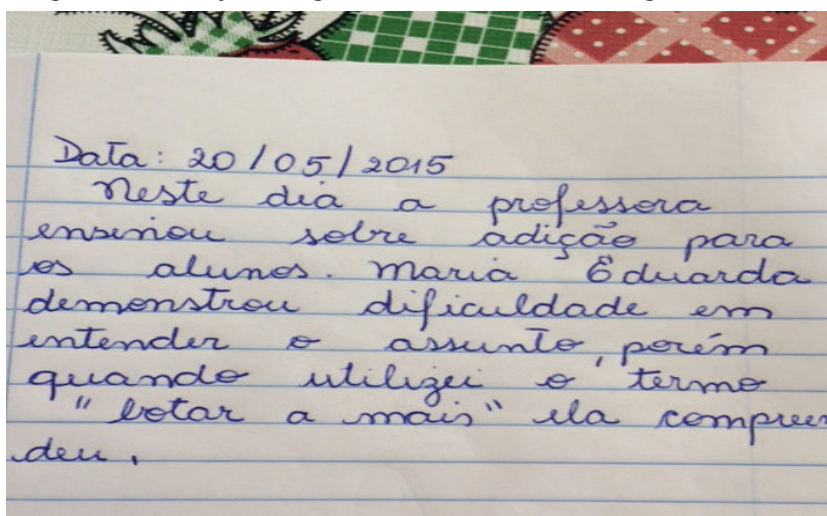 Data: 20/05/2015
Neste dia a professora
ensinou sobre adição para
os alunos. Maria Eduarda
demonstrou dificuldade em
entender o assunto, porém
quando utilizei o termo
"botar a mais" ela compreen
deu.